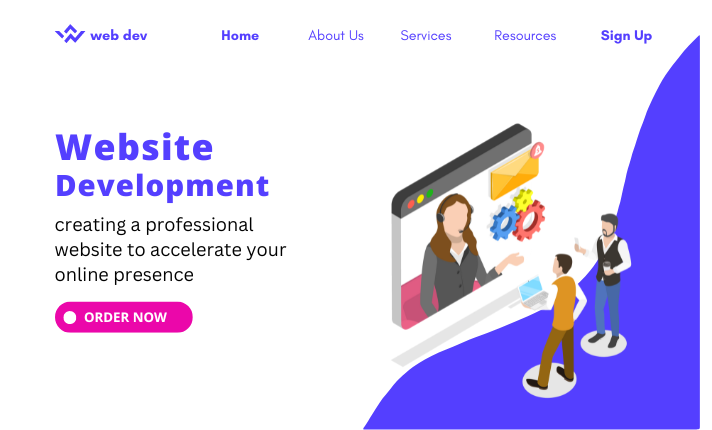 web dev
Home
About Us
Services
Resources
Sign Up
Website
Development
creating a professional
website to accelerate your
online presence
ORDER NOW